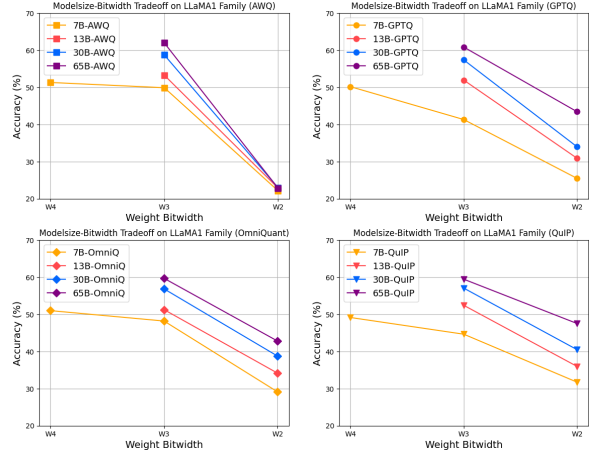 Modelsize-Bitwidth Tradeoff on LLaMA1 Family (AWQ)
70
60
50
40
30
20
Accuracy (%)
7B-AWQ
13B-AWQ
30B-AWQ
65B-AWQ
W4
W3
W2
Weight Bitwidth
Modelsize-Bitwidth Tradeoff on LLaMA1 Family (GPTQ)
70
60
50
40
30
20
Accuracy (%)
7B-GPTQ
13B-GPTQ
30B-GPTQ
65B-GPTQ
W4
W3
W2
Weight Bitwidth
Modelsize-Bitwidth Tradeoff on LLaMA1 Family (OmniQuant)
70
60
50
40
30
20
Accuracy (%)
7B-OmniQ
13B-OmniQ
30B-OmniQ
65B-OmniQ
W4
W3
W2
Weight Bitwidth
Modelsize-Bitwidth Tradeoff on LLaMA1 Family (QuIP)
70
60
50
40
30
20
Accuracy (%)
7B-QuIP
13B-QuIP
30B-QuIP
65B-QuIP
W4
W3
W2
Weight Bitwidth